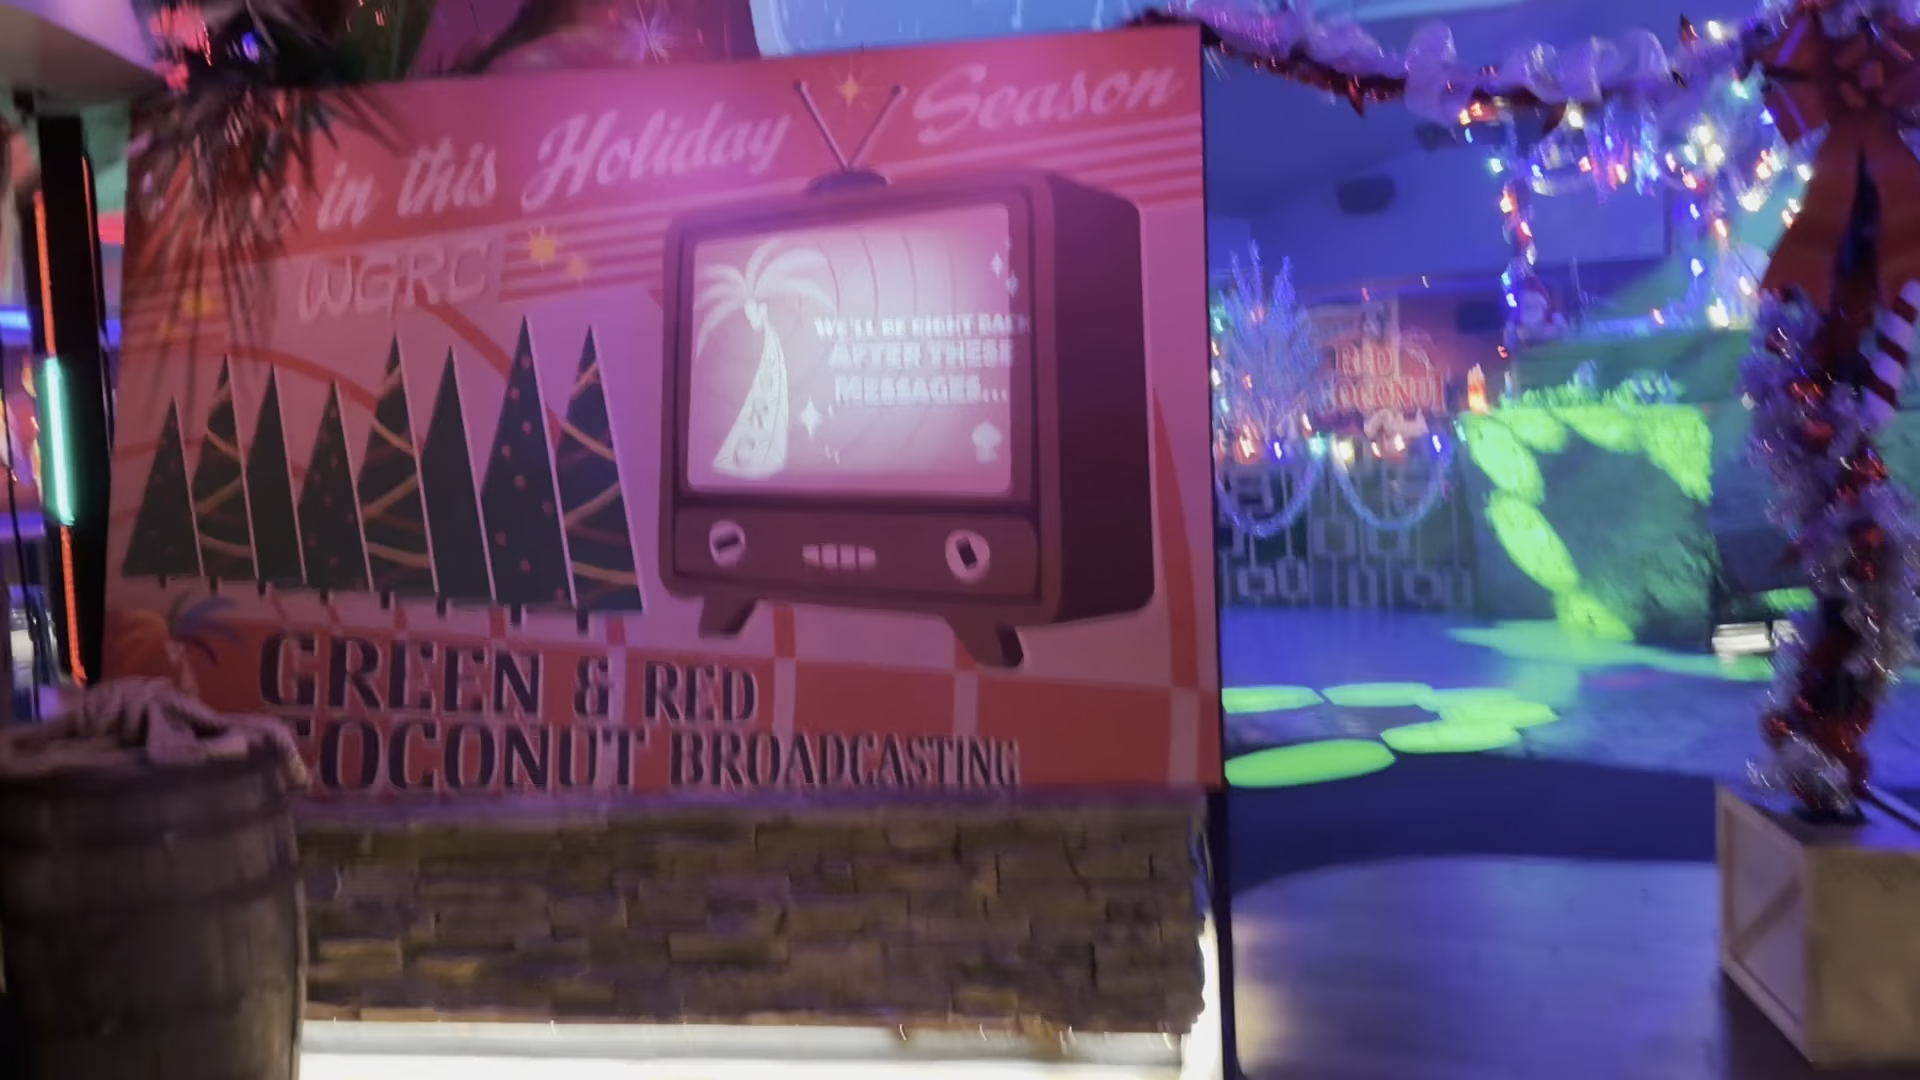 in this Holiday Season
WGRC
WE'LL BE RIGHT BACK
AFTER THESE
MESSAGES...
GREEN & RED
COCONUT BROADCASTING
RED
COCONUT
Club